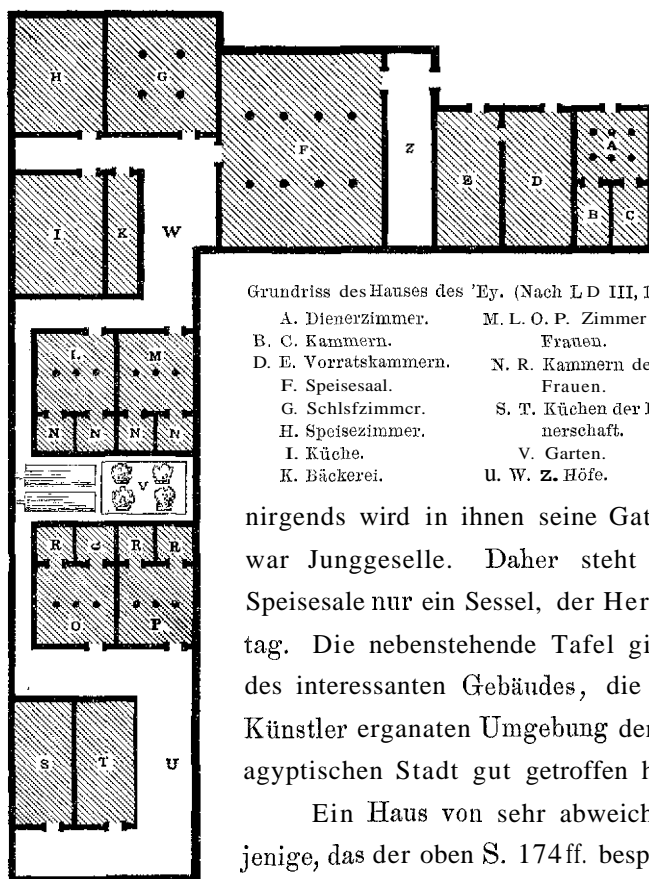 H
G
F
Z
E
D
A
B
C
I
K
W
L
M
N N N N
V
R R R
O
P
S
T
U
Grundriss des Hauses des 'Ey. (Nach LD III, 1
A. Dienerzimmer.
B. C. Kammern.
D. E. Vorratskammern.
F. Speisesaal.
G. Schlsfzimmcr.
H. Speisezimmer.
I. Küche.
K. Bäckerei.
M. L. O. P. Zimmer
Frauen.
N. R. Kammern de
Frauen.
S. T. Küchen der
nerschaft.
V. Garten.
U. W. Z. Höfe.
nirgends wird in ihnen seine Gat
war Junggeselle. Daher steht
Speisesale nur ein Sessel, der Her
tag. Die nebenstehende Tafel gi
des interessanten Gebäudes, die
Künstler erganaten Umgebung der
agyptischen Stadt gut getroffen h
Ein Haus von sehr abweich
jenige, das der oben S. 174ff. besp